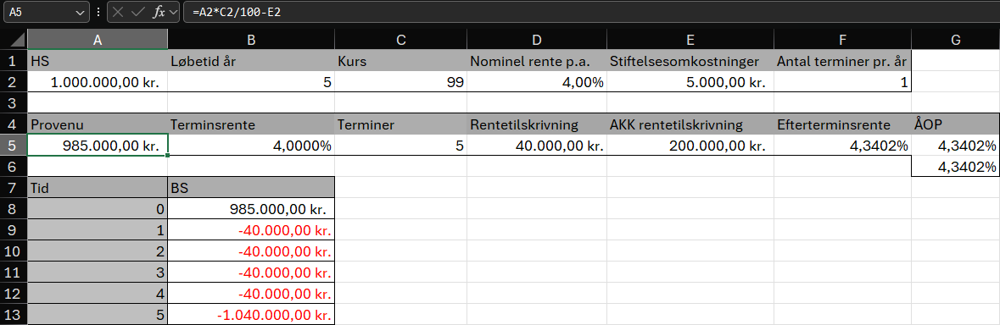 A5 fx =A2*C2/100-E2
A B C D E F G
1 HS Løbetid år Kurs Nominel rente p.a. Stiftelsesomkostninger Antal terminer pr. år
2 1.000.000,00 kr. 5 99 4,00% 5.000,00 kr. 1
3
4 Provenu Terminsrente Terminer Rentetilskrivning AKK rentetilskrivning Efterterminsrente ÅOP
5 985.000,00 kr. 4,0000% 5 40.000,00 kr. 200.000,00 kr. 4,3402% 4,3402%
6 4,3402%
7 Tid BS
8 0 985.000,00 kr.
9 1 -40.000,00 kr.
10 2 -40.000,00 kr.
11 3 -40.000,00 kr.
12 4 -40.000,00 kr.
13 5 -1.040.000,00 kr.